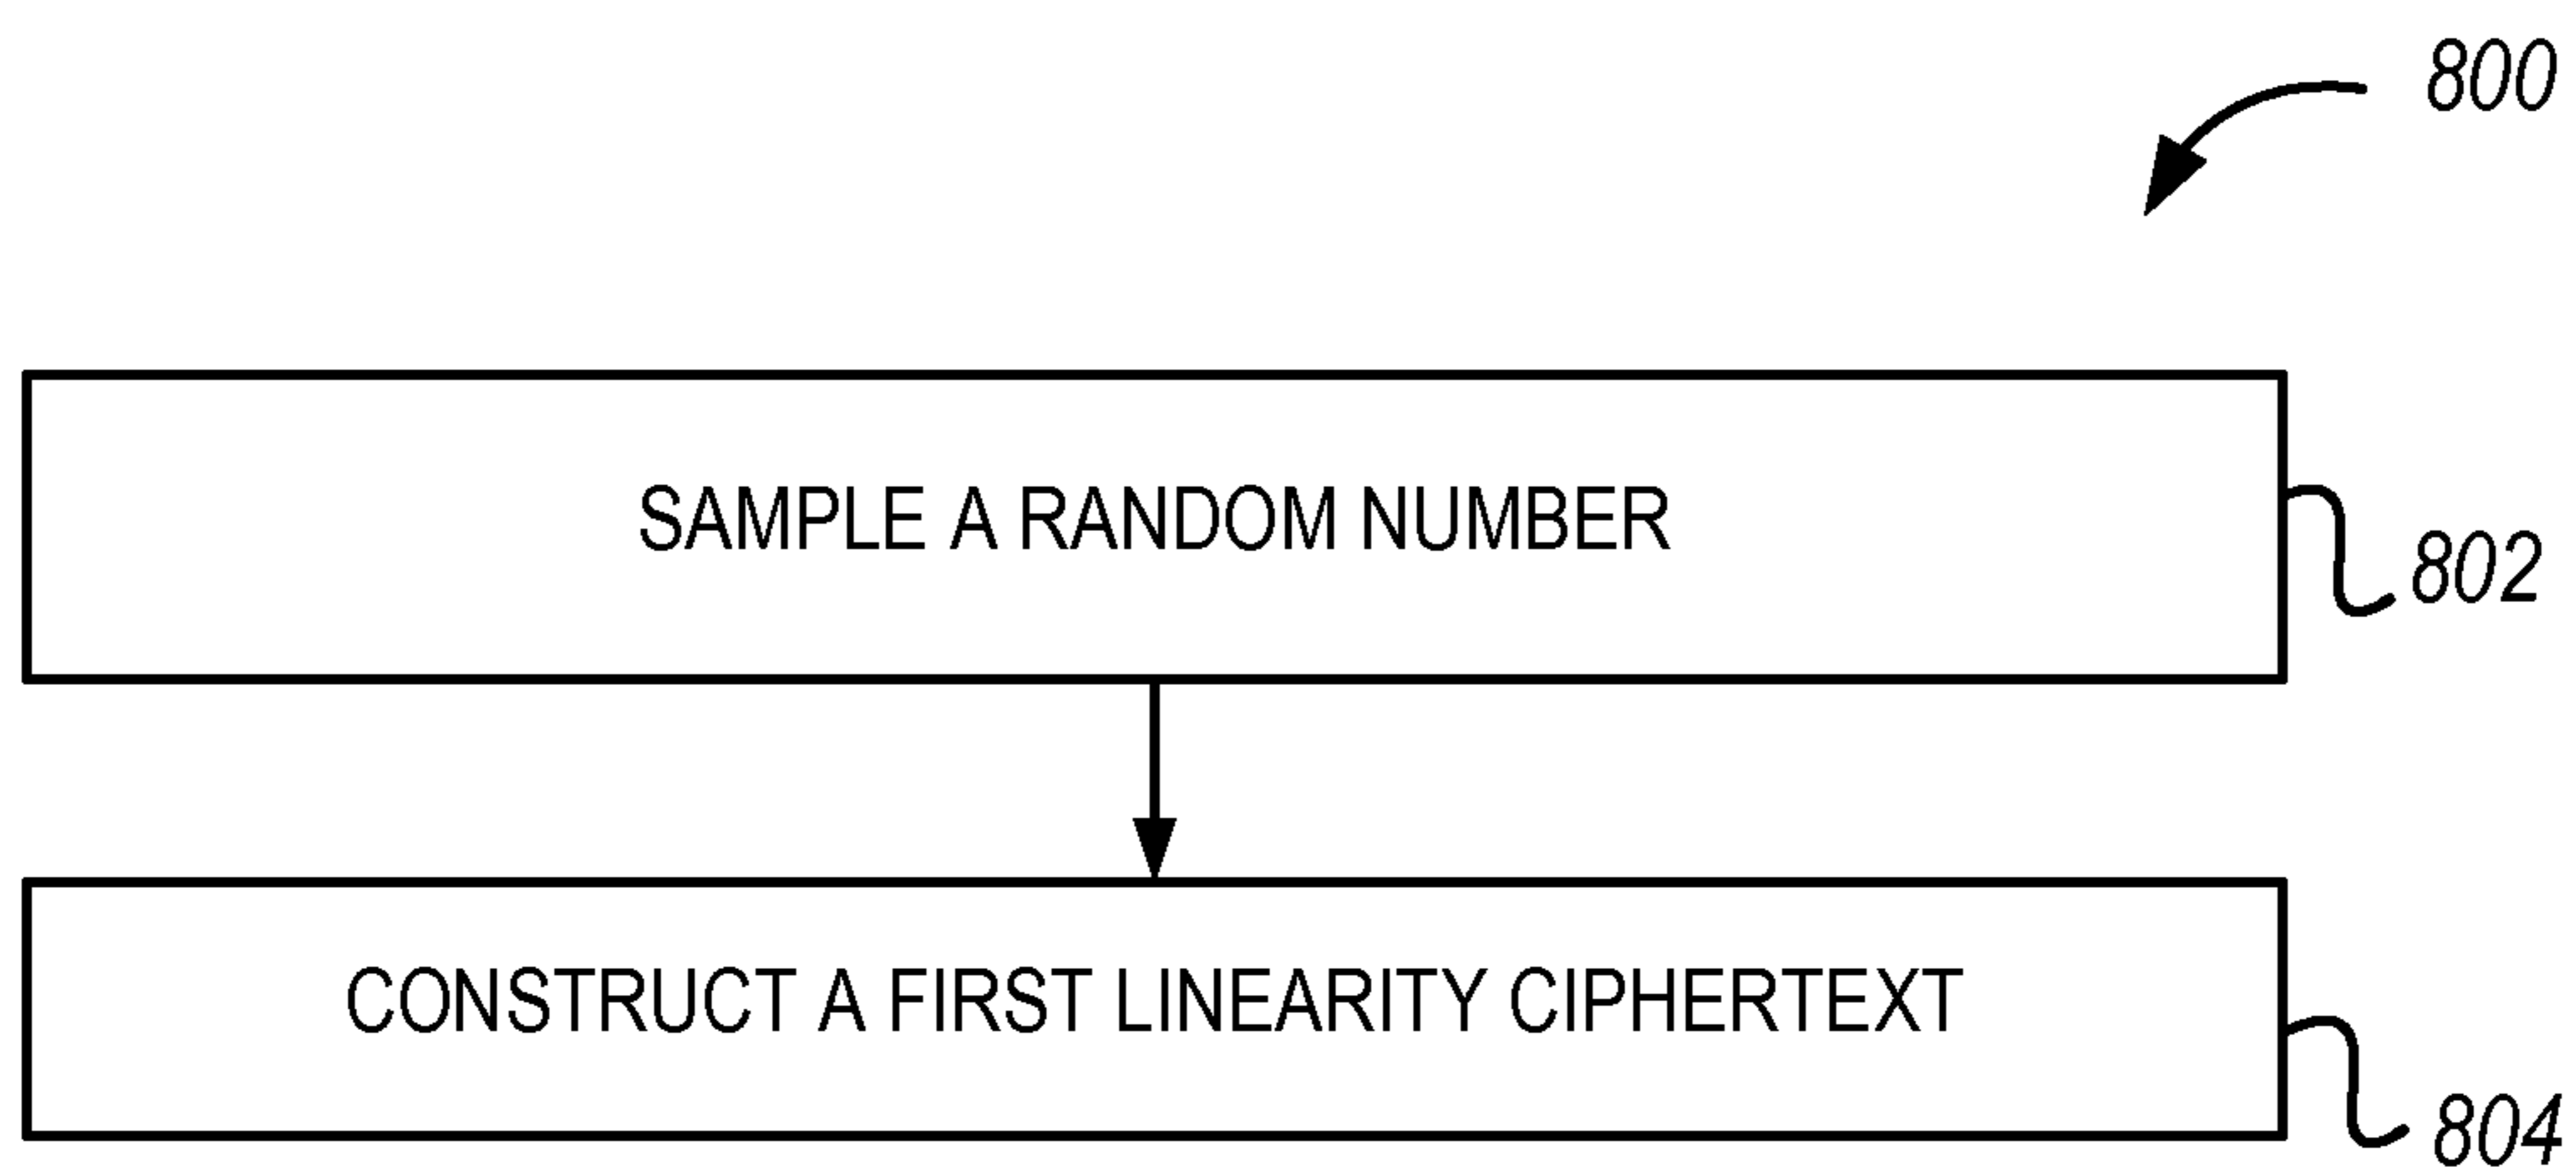 800
SAMPLE A RANDOM NUMBER
802
CONSTRUCT A FIRST LINEARITY CIPHERTEXT
804